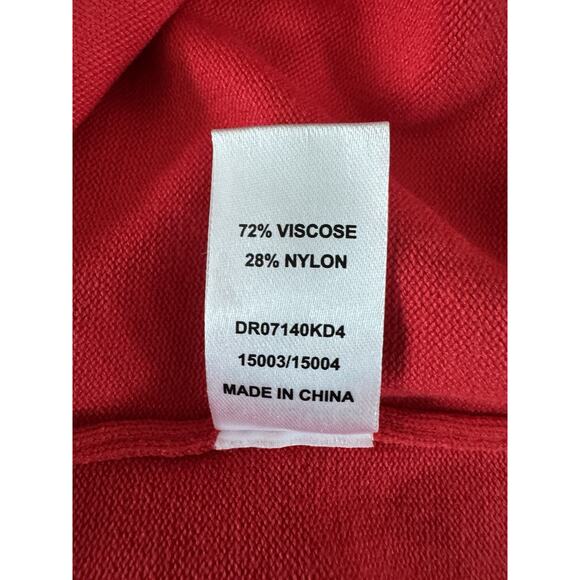 72% VISCOSE
28% NYLON
DR07140KD4
15003/15004
MADE IN CHINA